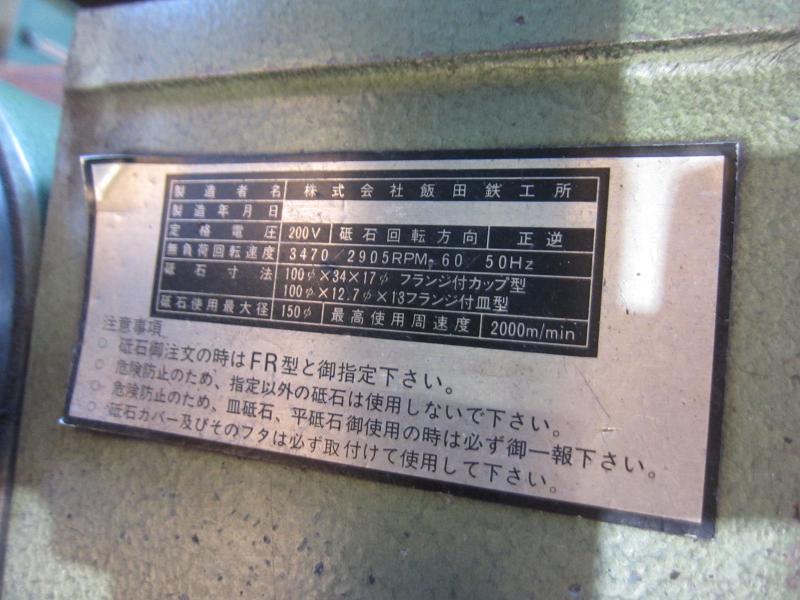 製造者名 株式会社飯田鉄工所
製造年月日
定格電圧 200V 砥石回転方向 正逆
無負荷回転速度 3470/2905RPM-60/50Hz
砥石寸法 100φ×34×17φ フランジ付カップ型
100φ×12.7φ×13フランジ付皿型
砥石使用最大径 150φ 最高使用周速度 2000m/min
注意事項
○ 砥石御注文の時はFR型と御指定下さい。
○ 危険防止のため、指定以外の砥石は使用しないで下さい。
○ 危険防止のため、皿砥石、平砥石御使用の時は必ず御一報下さい。
○ 砥石カバー及びそのフタは必ず取付けて使用して下さい。